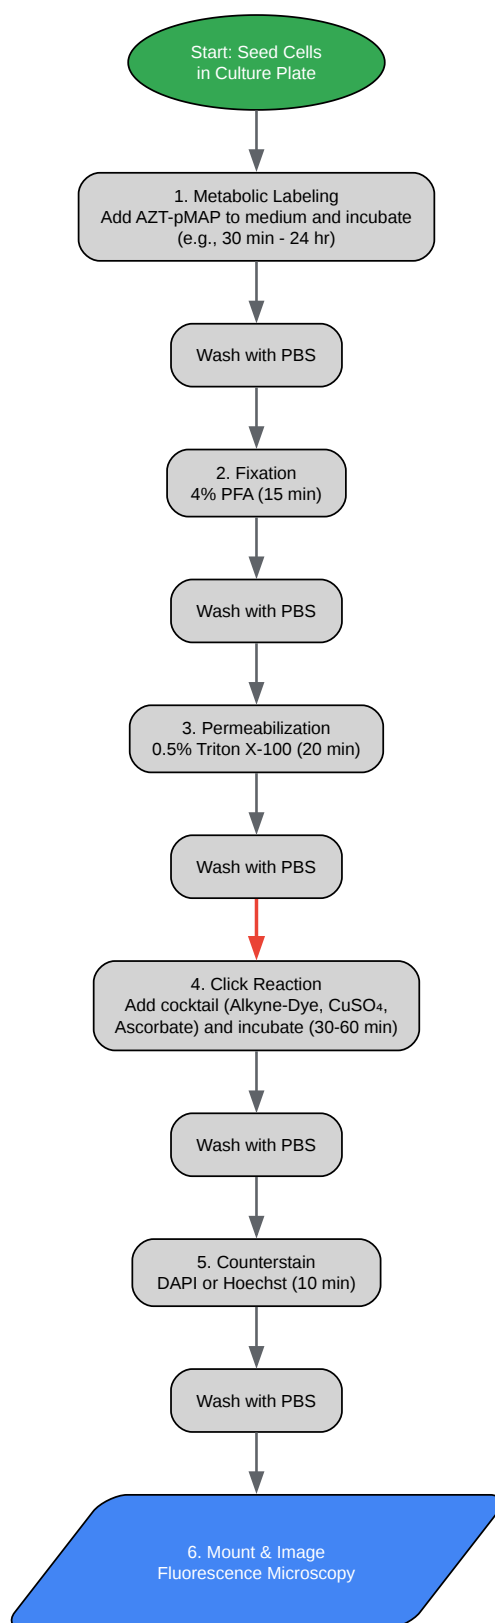 Start: Seed Cells
in Culture Plate
1. Metabolic Labeling
Add AZT-pMAP to medium and incubate
(e.g., 30 min - 24 hr)
Wash with PBS
2. Fixation
4% PFA (15 min)
Wash with PBS
3. Permeabilization
0.5% Triton X-100 (20 min)
Wash with PBS
4. Click Reaction
Add cocktail (Alkyne-Dye, CuSO₄,
Ascorbate) and incubate (30-60 min)
Wash with PBS
5. Counterstain
DAPI or Hoechst (10 min)
Wash with PBS
6. Mount & Image
Fluorescence Microscopy